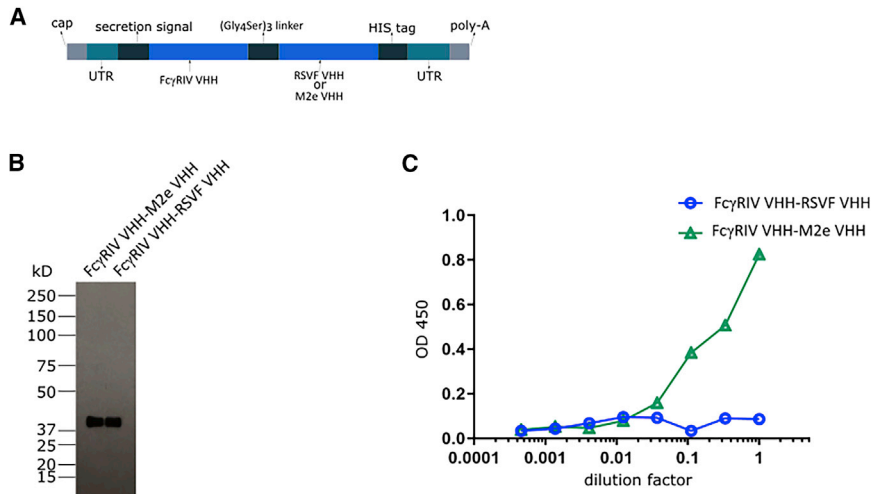 A
cap
secretion signal
(Gly4Ser)3 linker
HIS tag
poly-A
UTR
FcγRIV VHH
RSVF VHH
or
M2e VHH
UTR
B
FcγRIV VHH-M2e VHH
FcγRIV VHH-RSVF VHH
kD
250
150
100
75
50
37
25
20
15
C
FcγRIV VHH-RSVF VHH
FcγRIV VHH-M2e VHH
1.0
0.8
0.6
0.4
0.2
0.0
OD 450
0.0001
0.001
0.01
0.1
1
dilution factor